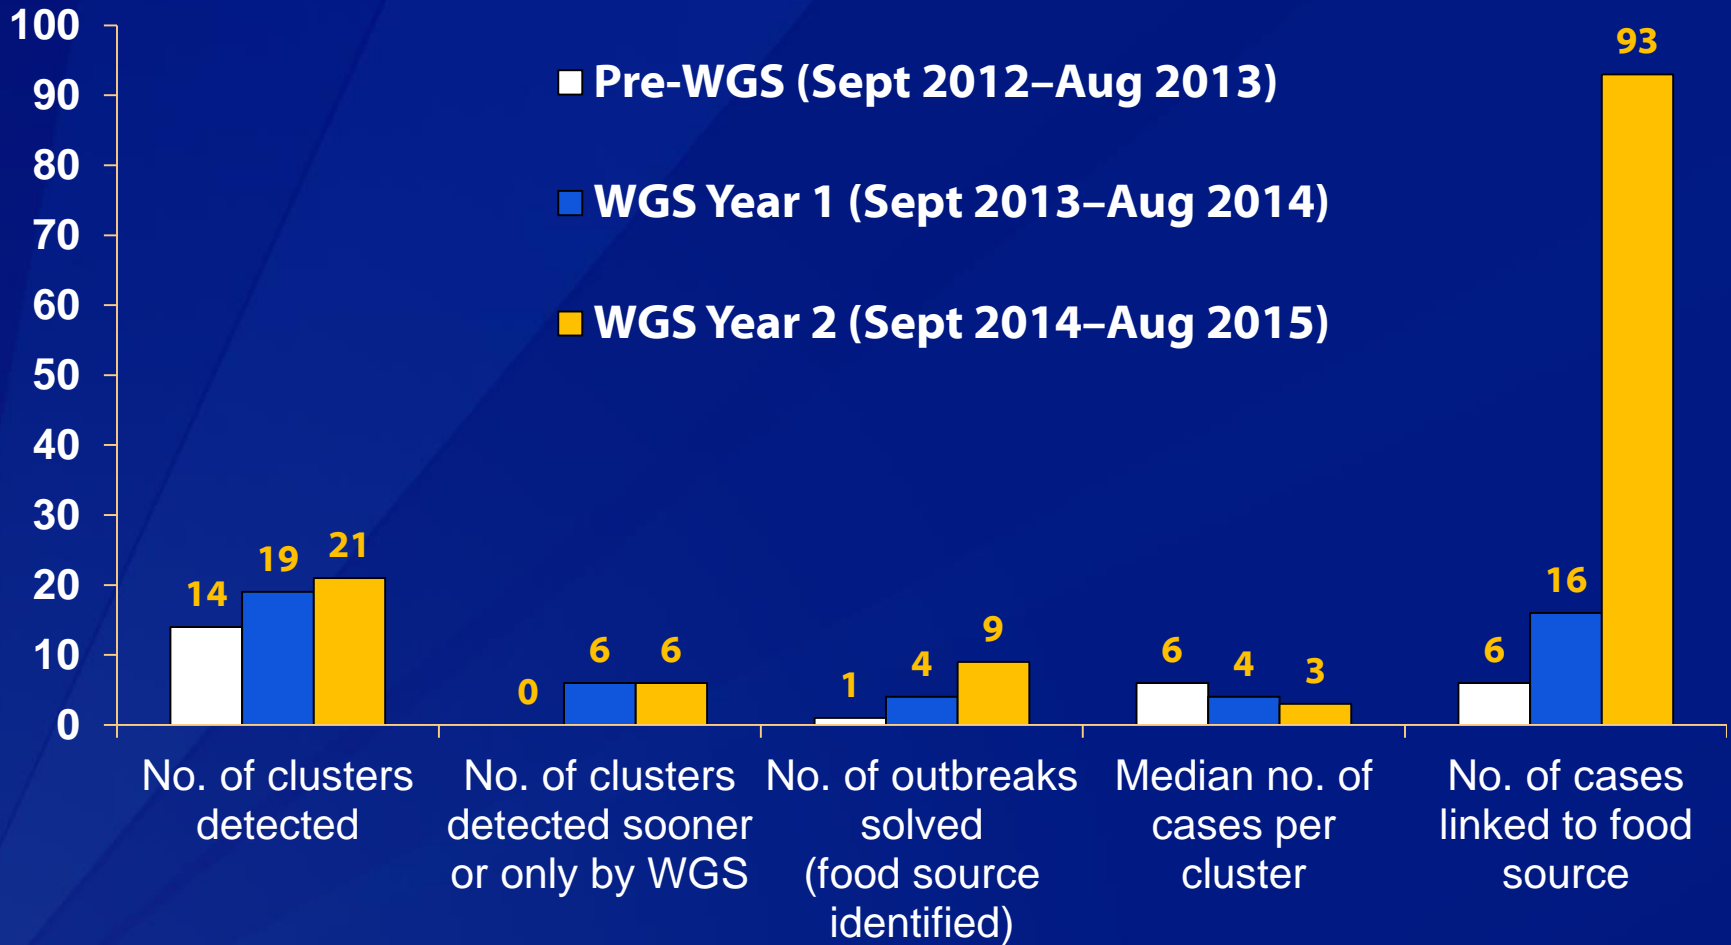 100
90
80
70
60
50
40
30
20
10
0
Pre-WGS (Sept 2012–Aug 2013)
WGS Year 1 (Sept 2013–Aug 2014)
WGS Year 2 (Sept 2014–Aug 2015)
14
19
21
0
6
6
1
4
9
6
4
3
6
16
93
No. of clusters
detected
No. of clusters
detected sooner
or only by WGS
No. of outbreaks
solved
(food source
identified)
Median no. of
cases per
cluster
No. of cases
linked to food
source